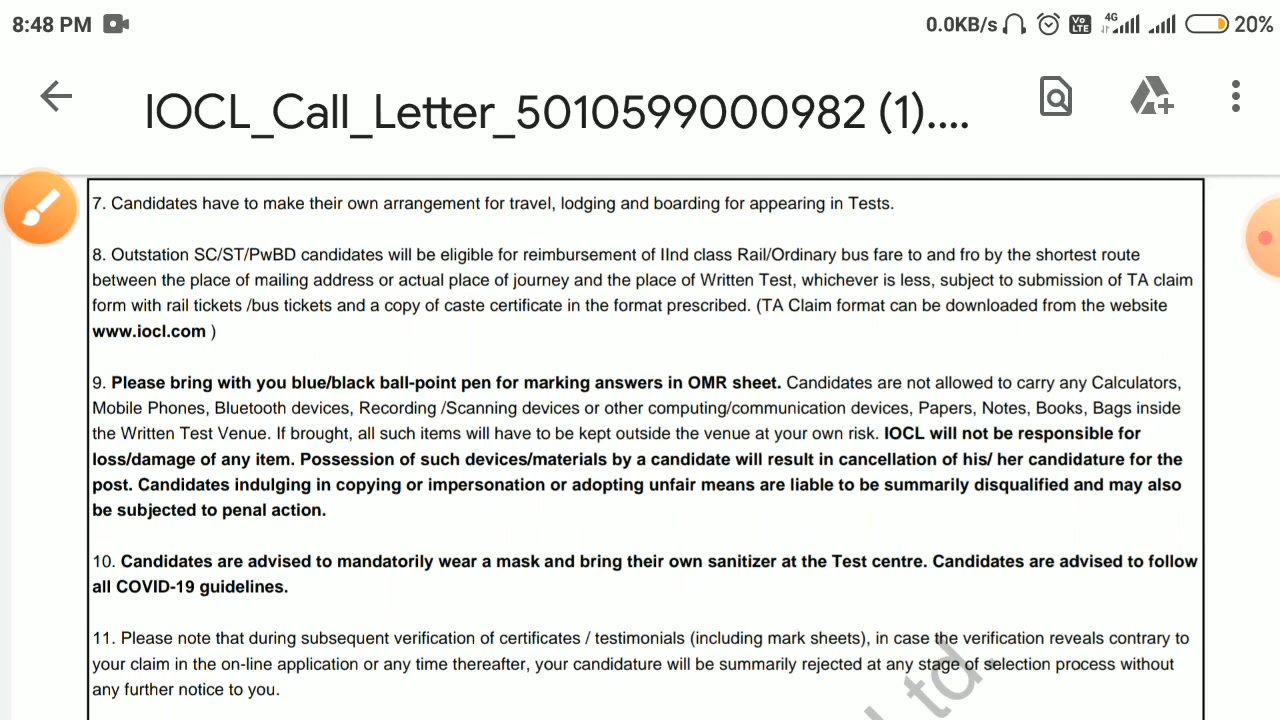 8:48 PM 0.0KB/s Vo LTE 4G 20%
IOCL_Call_Letter_5010599000982 (1)....
7. Candidates have to make their own arrangement for travel, lodging and boarding for appearing in Tests.
8. Outstation SC/ST/PwBD candidates will be eligible for reimbursement of IInd class Rail/Ordinary bus fare to and fro by the shortest route
between the place of mailing address or actual place of journey and the place of Written Test, whichever is less, subject to submission of TA claim
form with rail tickets /bus tickets and a copy of caste certificate in the format prescribed. (TA Claim format can be downloaded from the website
www.iocl.com )
9. Please bring with you blue/black ball-point pen for marking answers in OMR sheet. Candidates are not allowed to carry any Calculators,
Mobile Phones, Bluetooth devices, Recording /Scanning devices or other computing/communication devices, Papers, Notes, Books, Bags inside
the Written Test Venue. If brought, all such items will have to be kept outside the venue at your own risk. IOCL will not be responsible for
loss/damage of any item. Possession of such devices/materials by a candidate will result in cancellation of his/ her candidature for the
post. Candidates indulging in copying or impersonation or adopting unfair means are liable to be summarily disqualified and may also
be subjected to penal action.
10. Candidates are advised to mandatorily wear a mask and bring their own sanitizer at the Test centre. Candidates are advised to follow
all COVID-19 guidelines.
11. Please note that during subsequent verification of certificates / testimonials (including mark sheets), in case the verification reveals contrary to
your claim in the on-line application or any time thereafter, your candidature will be summarily rejected at any stage of selection process without
any further notice to you.
Ltd.